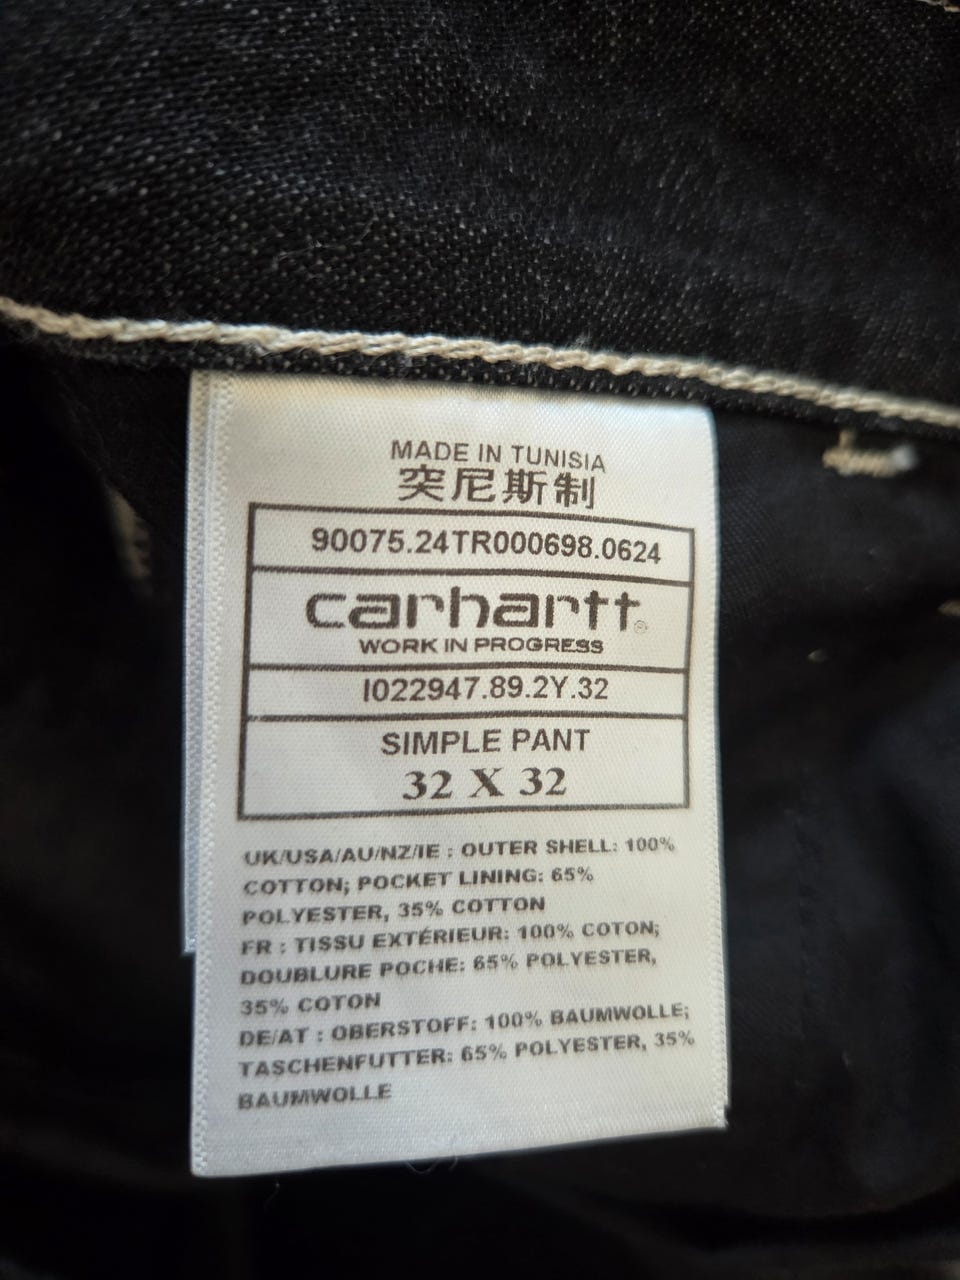 MADE IN TUNISIA
突尼斯制
90075.24TR000698.0624
carhartt®
WORK IN PROGRESS
I022947.89.2Y.32
SIMPLE PANT
32 X 32
UK/USA/AU/NZ/IE : OUTER SHELL: 100%
COTTON; POCKET LINING: 65%
POLYESTER, 35% COTTON
FR : TISSU EXTÉRIEUR: 100% COTON;
DOUBLURE POCHE: 65% POLYESTER,
35% COTON
DE/AT : OBERSTOFF: 100% BAUMWOLLE;
TASCHENFUTTER: 65% POLYESTER, 35%
BAUMWOLLE